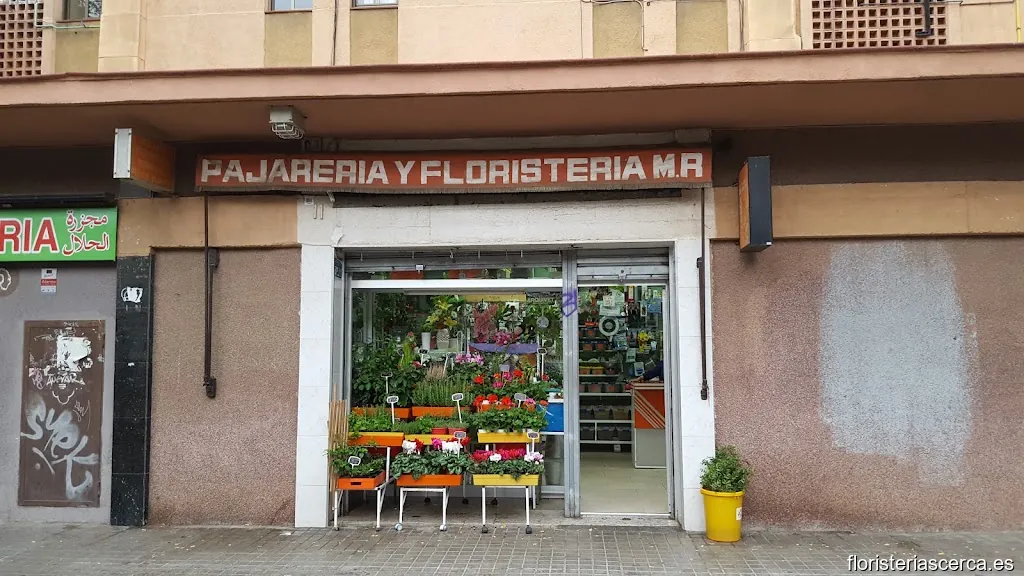 PAJARERIA Y FLORISTERIA M.R
RIA
مجزرة
الحلال
floristeriascerca.es